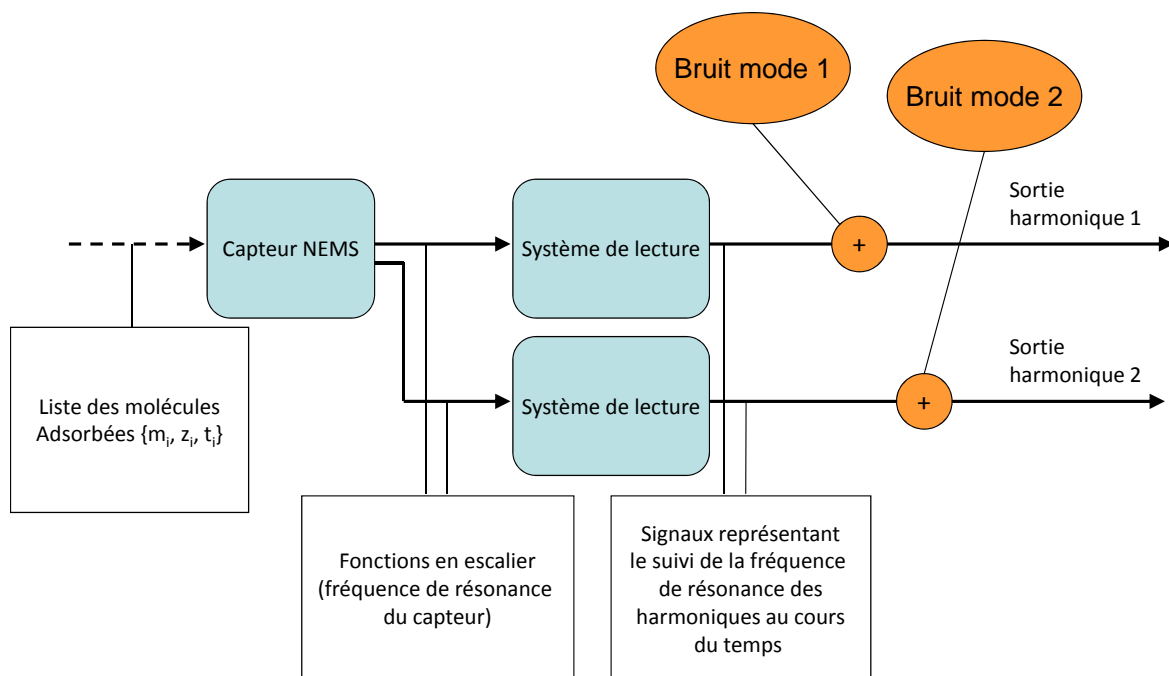 Bruit mode 1
Bruit mode 2
Sortie
harmonique 1
Capteur NEMS
Système de lecture
+
Sortie
harmonique 2
Système de lecture
+
Liste des molécules
Adsorbées {mi, zi, ti}
Fonctions en escalier
(fréquence de résonance
du capteur)
Signaux représentant
le suivi de la fréquence
de résonance des
harmoniques au cours
du temps